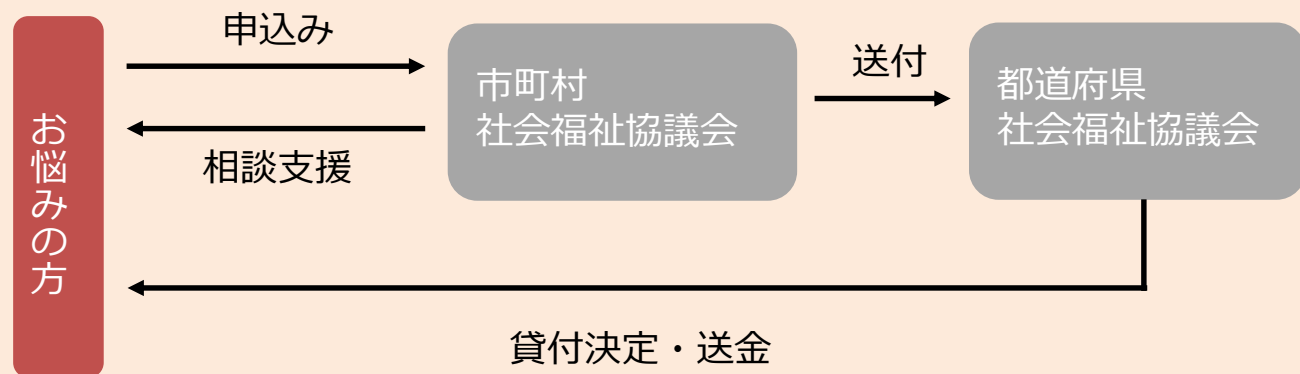 お悩みの方
申込み
相談支援
市町村
社会福祉協議会
送付
都道府県
社会福祉協議会
貸付決定・送金